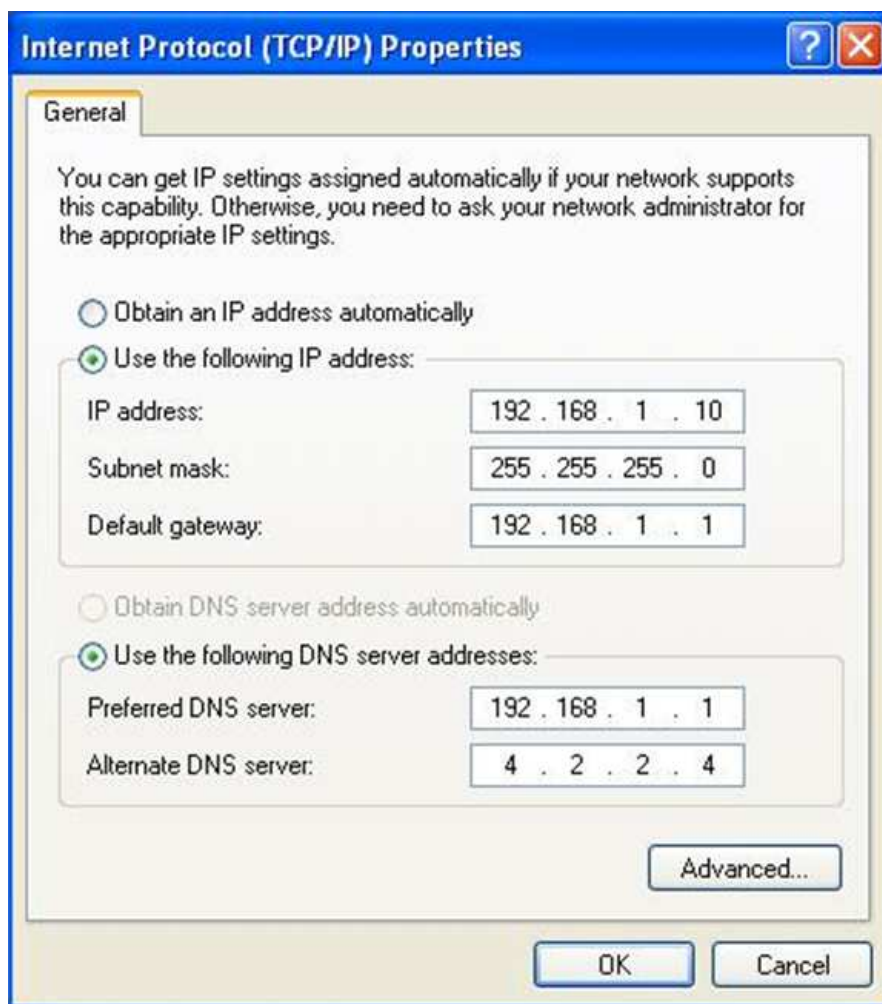 Internet Protocol (TCP/IP) Properties
General
You can get IP settings assigned automatically if your network supports
this capability. Otherwise, you need to ask your network administrator for
the appropriate IP settings.
Obtain an IP address automatically
Use the following IP address:
IP address: 192 . 168 . 1 . 10
Subnet mask: 255 . 255 . 255 . 0
Default gateway: 192 . 168 . 1 . 1
Obtain DNS server address automatically
Use the following DNS server addresses:
Preferred DNS server: 192 . 168 . 1 . 1
Alternate DNS server: 4 . 2 . 2 . 4
Advanced...
OK Cancel